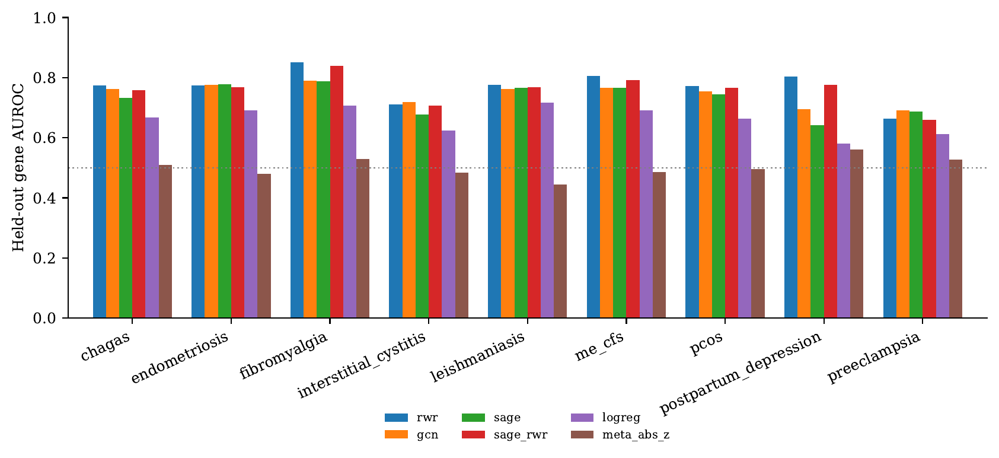 1.0
0.8
0.6
0.4
0.2
0.0
Held-out gene AUROC
chagas
endometriosis
fibromyalgia
interstitial_cystitis
leishmaniasis
me_cfs
pcos
postpartum_depression
preeclampsia
rwr
sage
logreg
gcn
sage_rwr
meta_abs_z